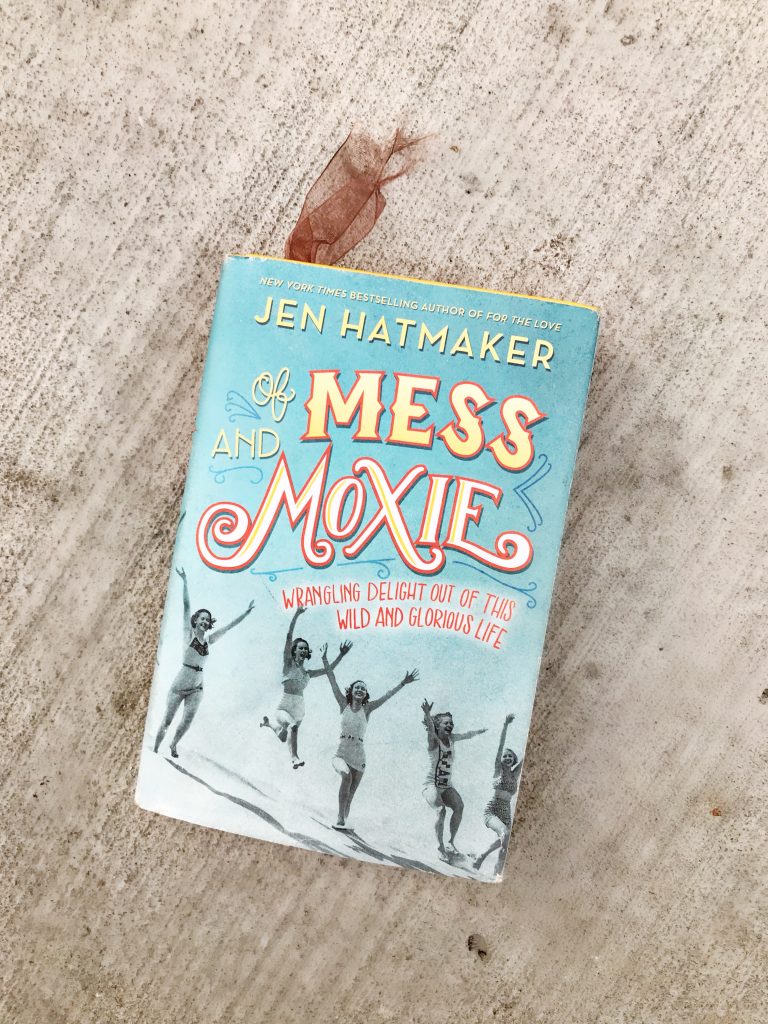 NEW YORK TIMES BESTSELLING AUTHOR OF FOR THE LOVE
JEN HATMAKER
Of MESS
AND
MOXIE
WRANGLING DELIGHT OUT OF THIS
WILD AND GLORIOUS LIFE